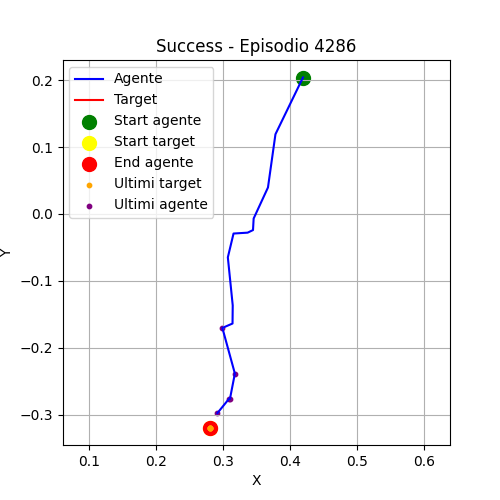 Success - Episodio 4286
Agente
Target
Start agente
Start target
End agente
Ultimi target
Ultimi agente
0.2
0.1
0.0
−0.1
−0.2
−0.3
Y
0.1 0.2 0.3 0.4 0.5 0.6
X